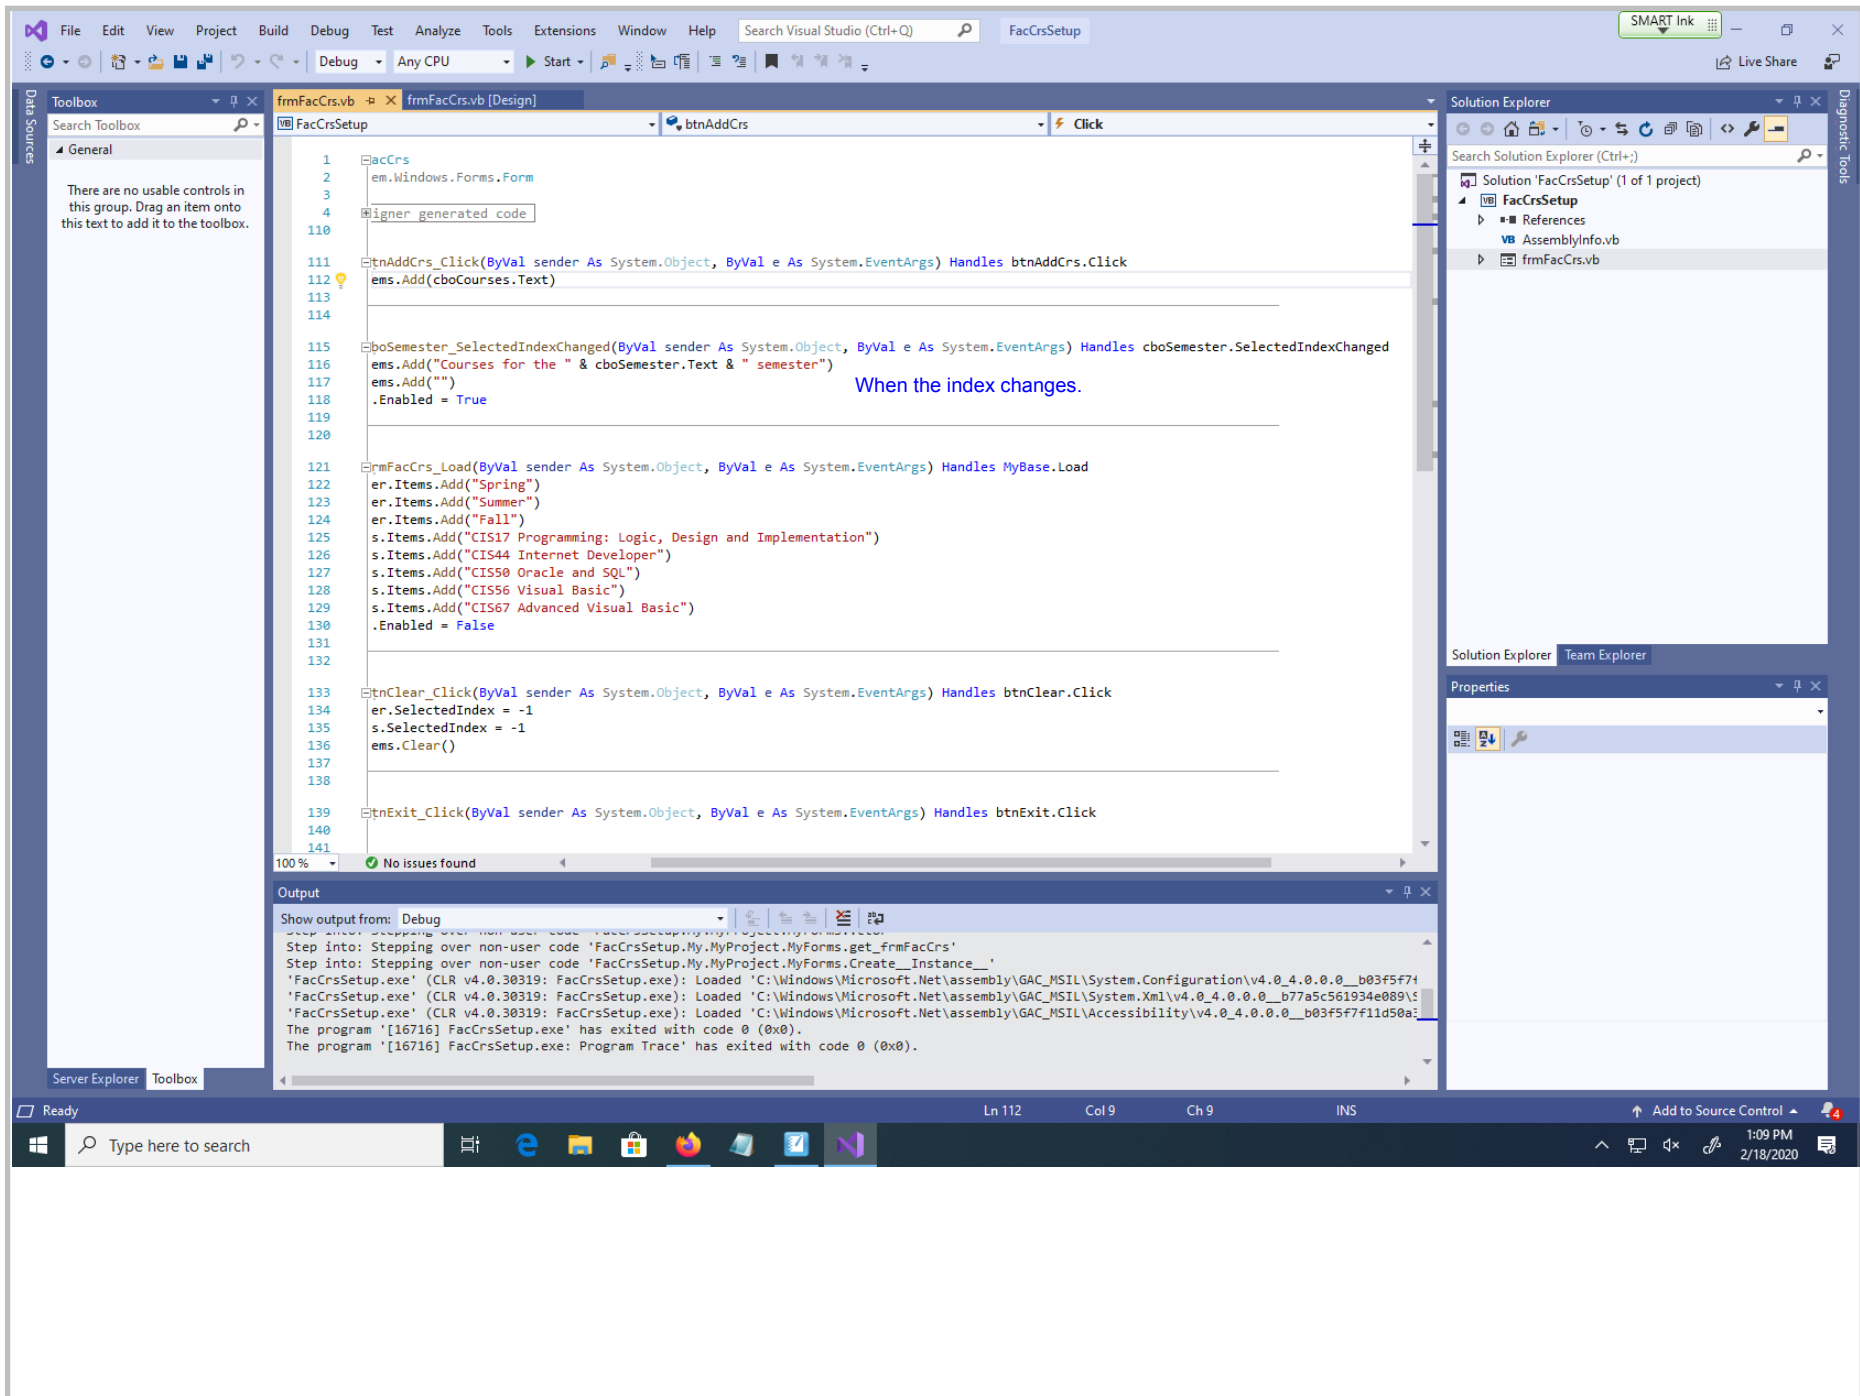 File Edit View Project Build Debug Test Analyze Tools Extensions Window Help Search Visual Studio (Ctrl+Q) FacCrsSetup SMART Ink
Debug Any CPU Start Live Share
Data Sources
Toolbox
Search Toolbox
General
There are no usable controls in
this group. Drag an item onto
this text to add it to the toolbox.
Server Explorer Toolbox
frmFacCrs.vb frmFacCrs.vb [Design]
FacCrsSetup btnAddCrs Click
1 acCrs
2 em.Windows.Forms.Form
3
4 igner generated code
110
111 tnAddCrs_Click(ByVal sender As System.Object, ByVal e As System.EventArgs) Handles btnAddCrs.Click
112 ems.Add(cboCourses.Text)
113
114
115 boSemester_SelectedIndexChanged(ByVal sender As System.Object, ByVal e As System.EventArgs) Handles cboSemester.SelectedIndexChanged
116 ems.Add("Courses for the " & cboSemester.Text & " semester")
117 ems.Add("")
When the index changes.
118 .Enabled = True
119
120
121 rmFacCrs_Load(ByVal sender As System.Object, ByVal e As System.EventArgs) Handles MyBase.Load
122 er.Items.Add("Spring")
123 er.Items.Add("Summer")
124 er.Items.Add("Fall")
125 s.Items.Add("CIS17 Programming: Logic, Design and Implementation")
126 s.Items.Add("CIS44 Internet Developer")
127 s.Items.Add("CIS50 Oracle and SQL")
128 s.Items.Add("CIS56 Visual Basic")
129 s.Items.Add("CIS67 Advanced Visual Basic")
130 .Enabled = False
131
132
133 tnClear_Click(ByVal sender As System.Object, ByVal e As System.EventArgs) Handles btnClear.Click
134 er.SelectedIndex = -1
135 s.SelectedIndex = -1
136 ems.Clear()
137
138
139 tnExit_Click(ByVal sender As System.Object, ByVal e As System.EventArgs) Handles btnExit.Click
140
141
100 % No issues found
Output
Show output from: Debug
Step into: Stepping over non-user code 'FacCrsSetup.My.MyProject.MyForms.get_frmFacCrs'
Step into: Stepping over non-user code 'FacCrsSetup.My.MyProject.MyForms.Create__Instance__'
'FacCrsSetup.exe' (CLR v4.0.30319: FacCrsSetup.exe): Loaded 'C:\Windows\Microsoft.Net\assembly\GAC_MSIL\System.Configuration\v4.0_4.0.0.0__b03f5f7f
'FacCrsSetup.exe' (CLR v4.0.30319: FacCrsSetup.exe): Loaded 'C:\Windows\Microsoft.Net\assembly\GAC_MSIL\System.Xml\v4.0_4.0.0.0__b77a5c561934e089\S
'FacCrsSetup.exe' (CLR v4.0.30319: FacCrsSetup.exe): Loaded 'C:\Windows\Microsoft.Net\assembly\GAC_MSIL\Accessibility\v4.0_4.0.0.0__b03f5f7f11d50a3
The program '[16716] FacCrsSetup.exe' has exited with code 0 (0x0).
The program '[16716] FacCrsSetup.exe: Program Trace' has exited with code 0 (0x0).
Solution Explorer
Search Solution Explorer (Ctrl+;)
Solution 'FacCrsSetup' (1 of 1 project)
VB FacCrsSetup
References
VB AssemblyInfo.vb
frmFacCrs.vb
Solution Explorer Team Explorer
Properties
Diagnostic Tools
Ready Ln 112 Col 9 Ch 9 INS Add to Source Control 4
Type here to search
1:09 PM
2/18/2020